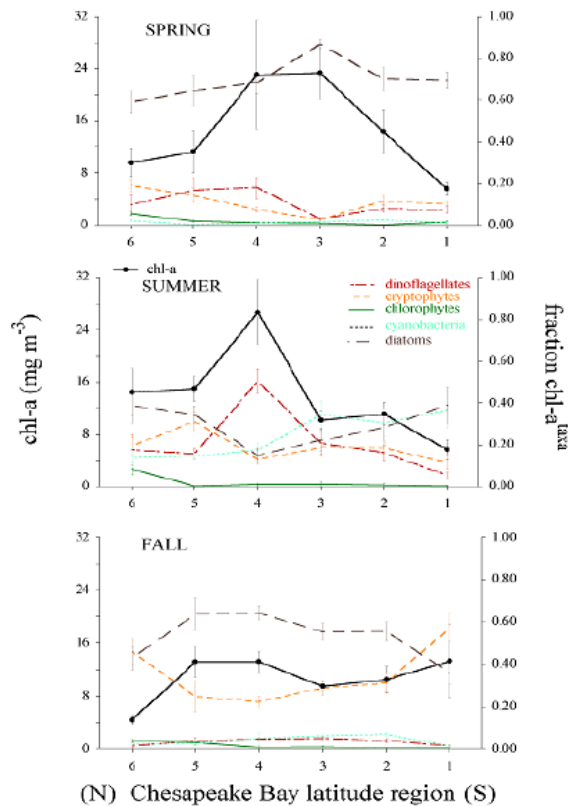 SPRING
32
24
16
8
0
1.00
0.80
0.60
0.40
0.20
0.00
6 5 4 3 2 1
chl-a
SUMMER
dinoflagellates
cryptophytes
chlorophytes
cyanobacteria
diatoms
32
24
16
8
0
1.00
0.80
0.60
0.40
0.20
0.00
6 5 4 3 2 1
chl-a (mg m-3)
fraction chl-a taxa
FALL
32
24
16
8
0
1.00
0.80
0.60
0.40
0.20
0.00
6 5 4 3 2 1
(N) Chesapeake Bay latitude region (S)